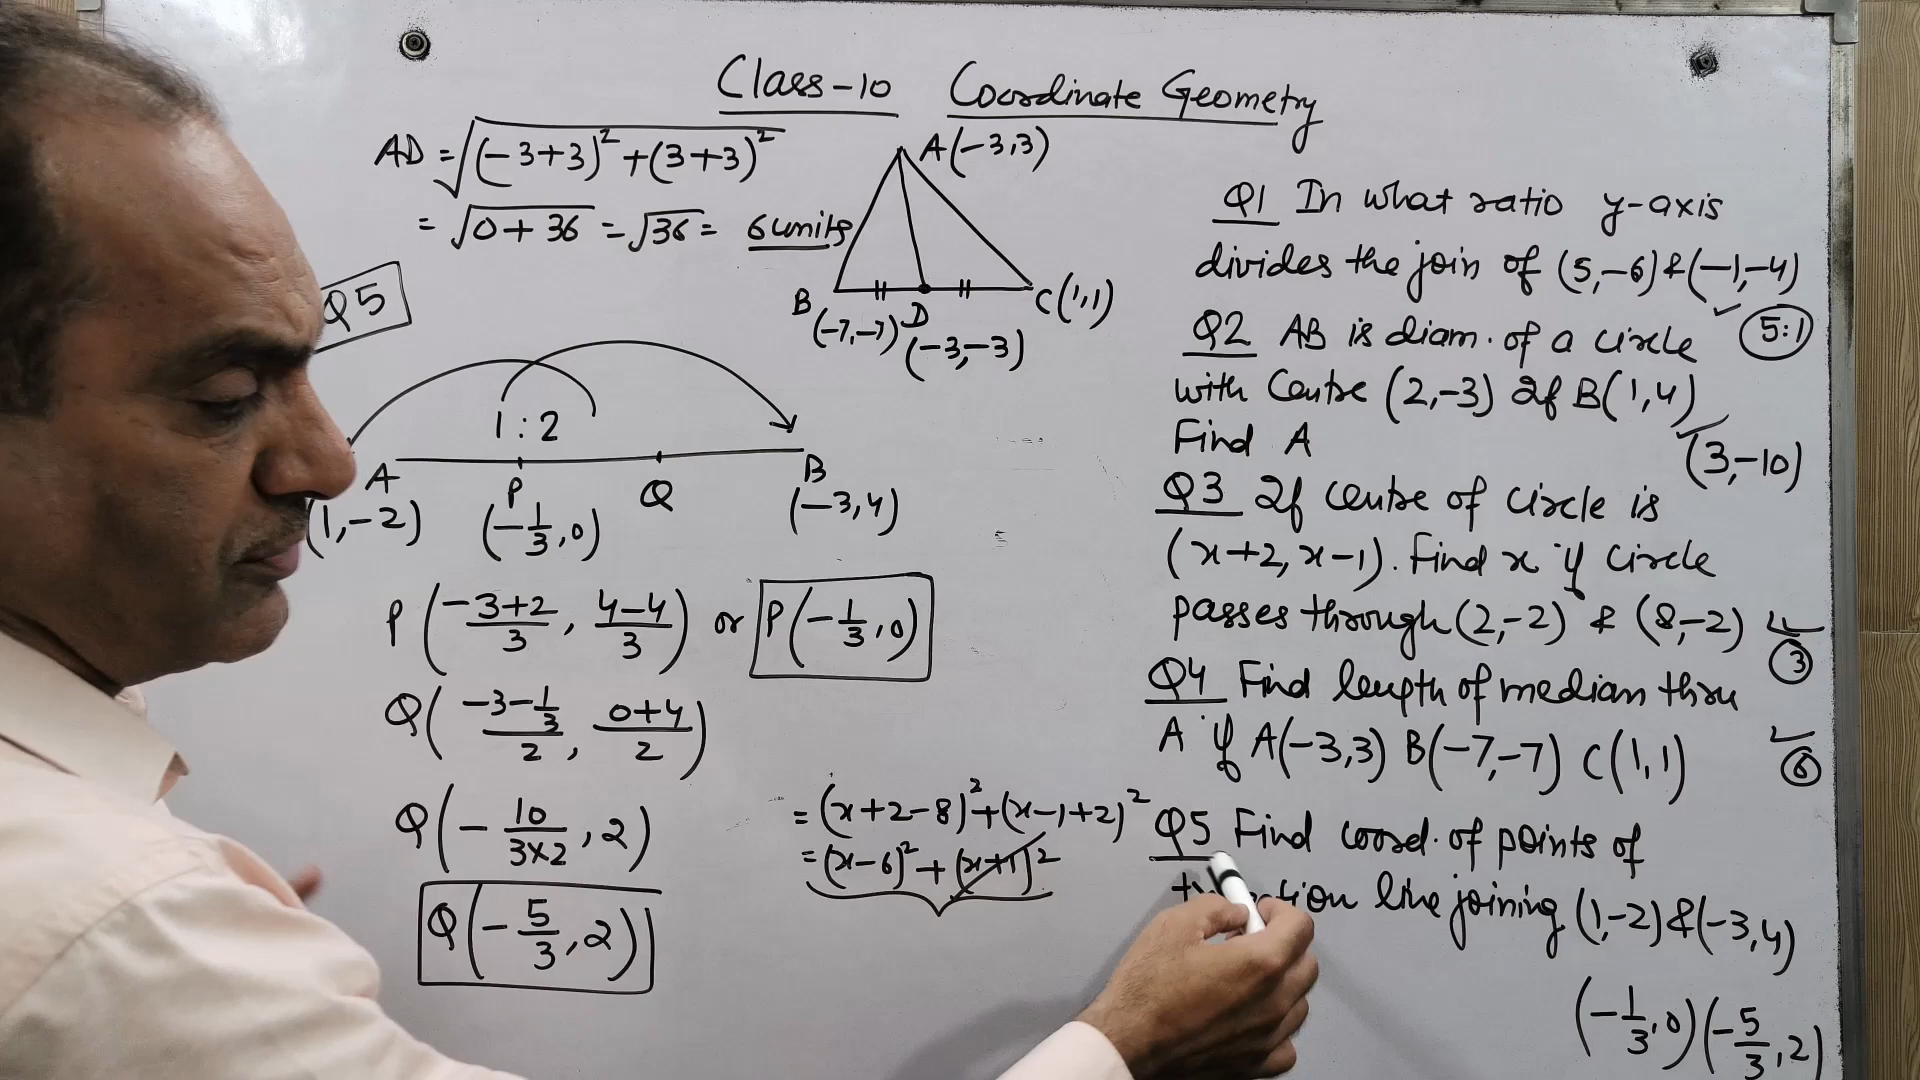 Class-10 Coordinate Geometry
AD = √((-3+3)² + (3+3)²)
= √(0+36) = √36 = 6 units
A(-3,3)
B (-7,-7)
D (-3,-3)
C(1,1)
Q5
1:2
A (1,-2)
P (-1/3, 0)
Q
B (-3,4)
P((-3+2)/3, (4-4)/3) or P(-1/3, 0)
Q((-3-1/3)/2, (0+4)/2)
Q(-10/(3×2), 2)
Q(-5/3, 2)
= (x+2-8)² + (x-1+2)²
= (x-6)² + (x+1)²
Q1 In what ratio y-axis
divides the join of (5,-6) & (-1,-4)
5:1
Q2 AB is diam. of a circle
with Centre (2,-3) If B(1,4)
Find A
(3,-10)
Q3 If centre of circle is
(x+2, x-1). Find x if circle
passes through (2,-2) & (8,-2)
3
Q4 Find length of median thru
A if A(-3,3) B(-7,-7) C(1,1)
6
Q5 Find coord. of points of
line joining (1,-2) & (-3,4)
(-1/3, 0) (-5/3, 2)